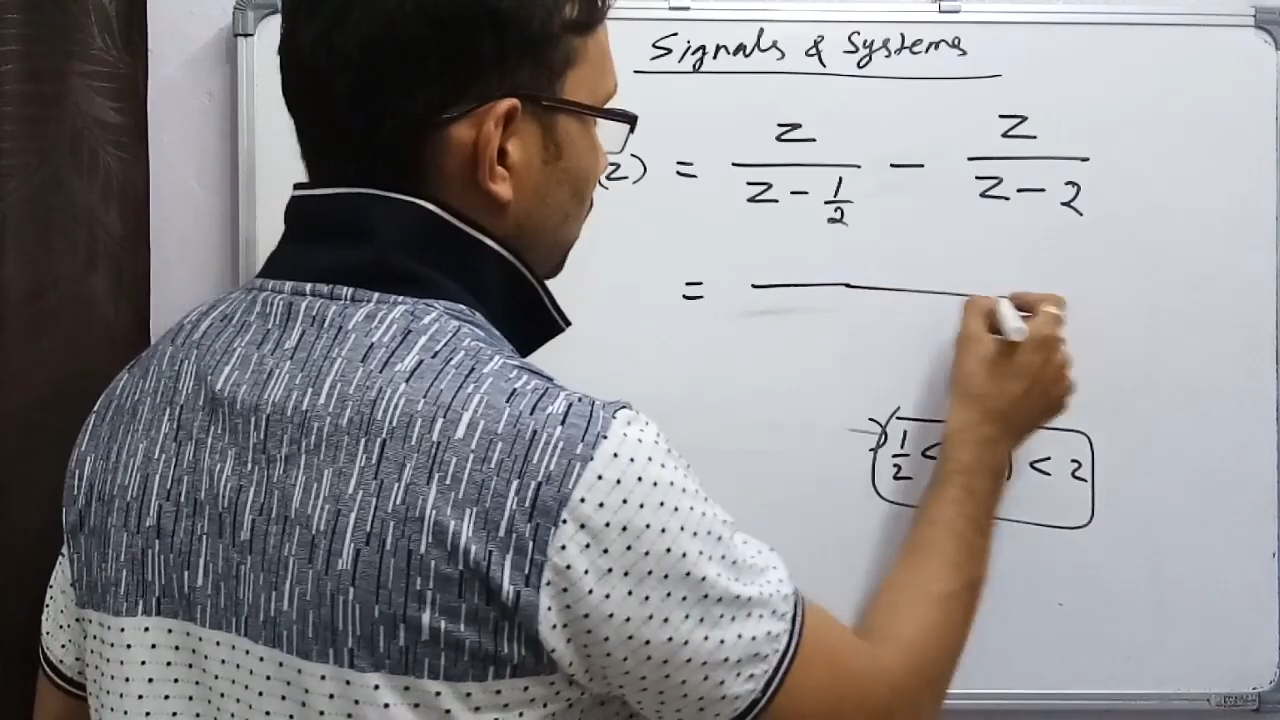 Signals & Systems
(z) = z / (z - 1/2) - z / (z - 2)
=
1/2 < ) < 2